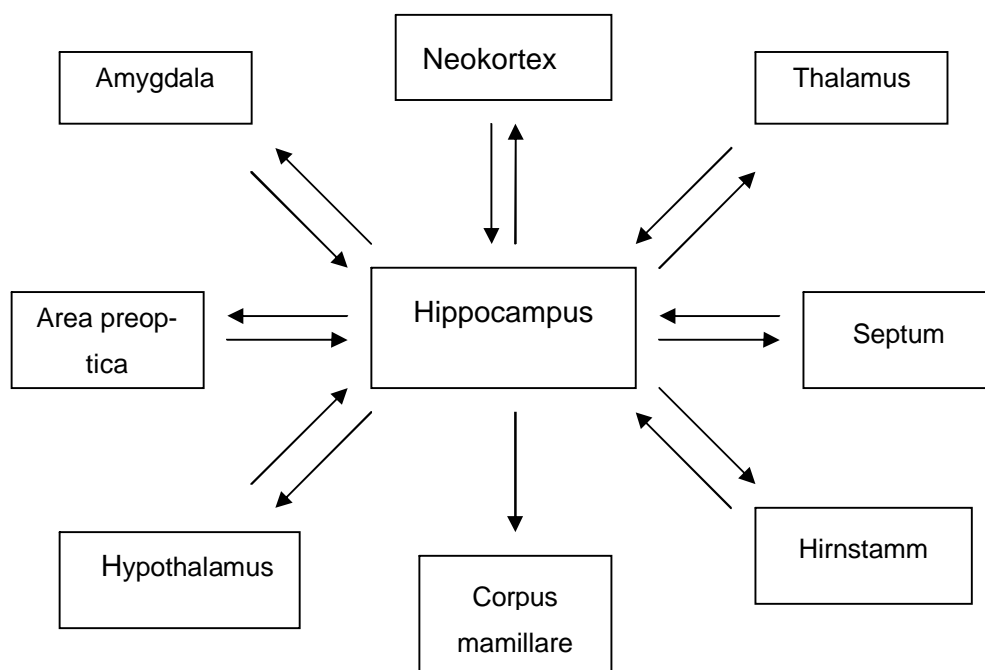 Neokortex
Amygdala
Thalamus
Hippocampus
Area preop-
tica
Septum
Hypothalamus
Hirnstamm
Corpus
mamillare